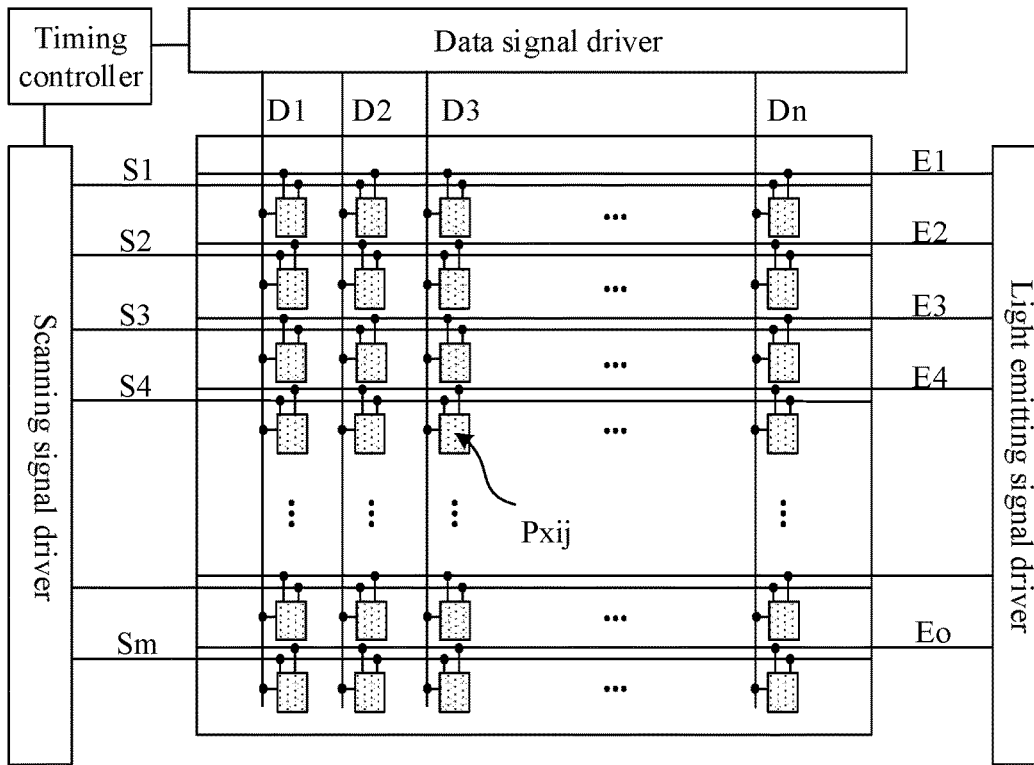 Timing
controller
Data signal driver
D1 D2 D3 Dn
S1 E1
S2 E2
S3 E3
S4 E4
... 
Pxij
Sm Eo
Scanning signal driver
Light emitting signal driver